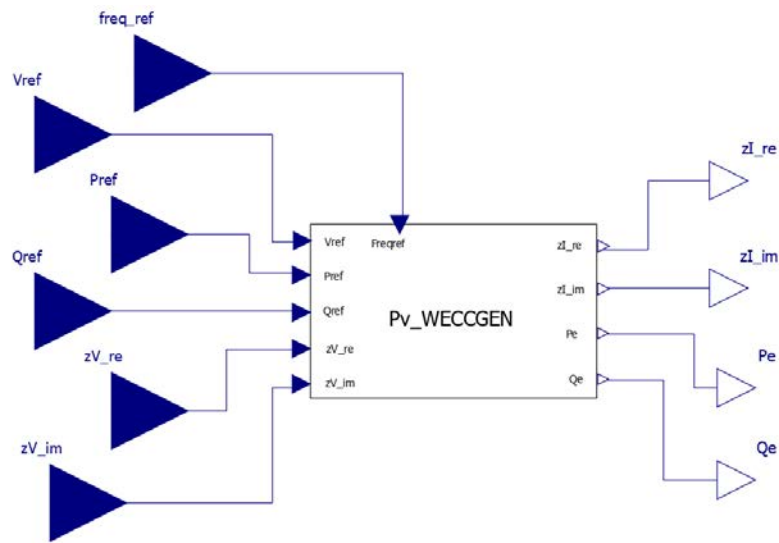 freq_ref
Vref
Pref
Qref
zV_re
zV_im
Vref
Freqref
Pref
Qref
zV_re
zV_im
Pv_WECCGEN
zI_re
zI_im
Pe
Qe
zI_re
zI_im
Pe
Qe